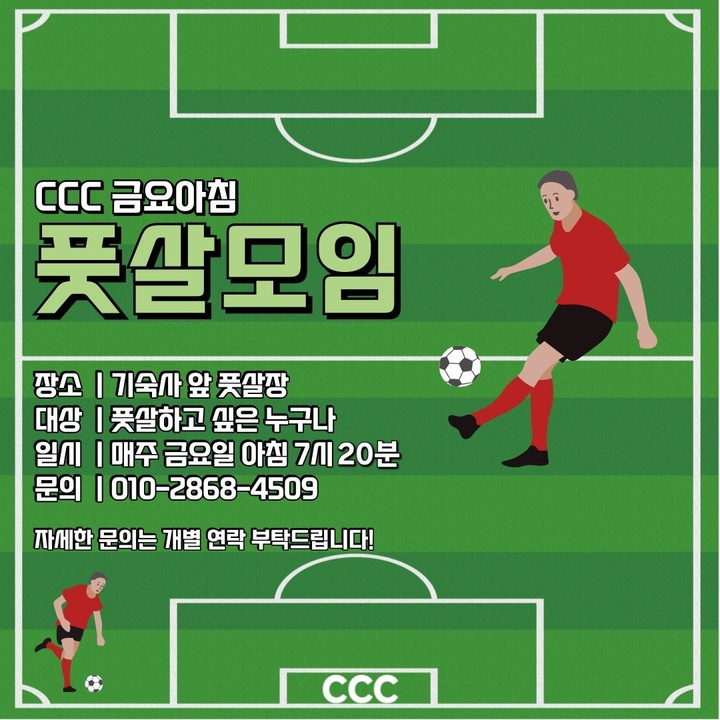 CCC 금요아침
풋살모임
장소 | 기숙사 앞 풋살장
대상 | 풋살하고 싶은 누구나
일시 | 매주 금요일 아침 7시 20분
문의 | 010-2868-4509
자세한 문의는 개별 연락 부탁드립니다!
CCC